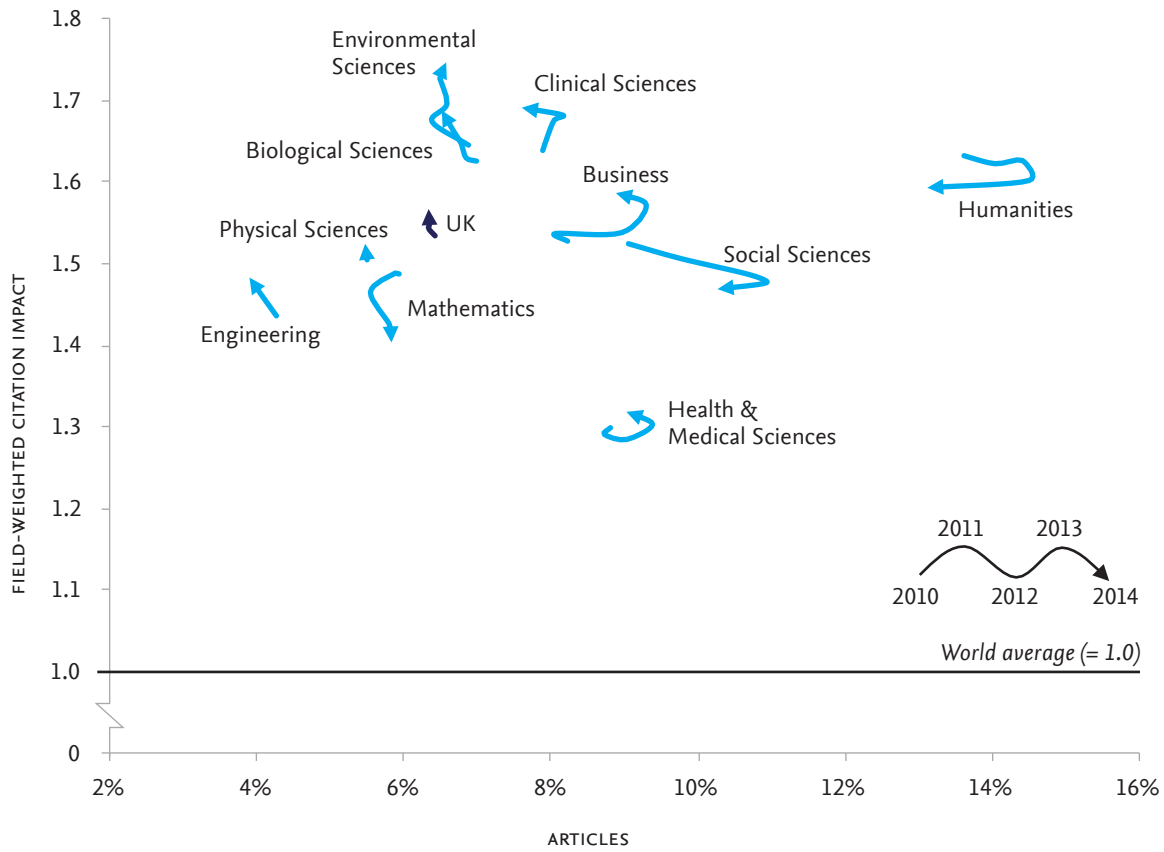 1.8
1.7
1.6
1.5
1.4
1.3
1.2
1.1
1.0
0
FIELD-WEIGHTED CITATION IMPACT
Environmental
Sciences
Clinical Sciences
Biological Sciences
Business
Humanities
Physical Sciences
UK
Social Sciences
Mathematics
Engineering
Health &
Medical Sciences
2011 2013
2010 2012 2014
World average (= 1.0)
2% 4% 6% 8% 10% 12% 14% 16%
ARTICLES